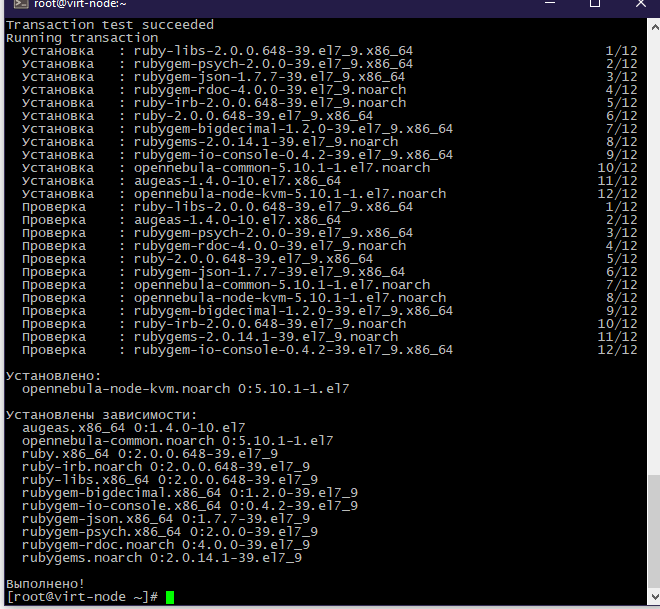 root@virt-node:~
Transaction test succeeded
Running transaction
Установка : ruby-libs-2.0.0.648-39.el7_9.x86_64 1/12
Установка : rubygem-psych-2.0.0-39.el7_9.x86_64 2/12
Установка : rubygem-json-1.7.7-39.el7_9.x86_64 3/12
Установка : rubygem-rdoc-4.0.0-39.el7_9.noarch 4/12
Установка : ruby-irb-2.0.0.648-39.el7_9.noarch 5/12
Установка : ruby-2.0.0.648-39.el7_9.x86_64 6/12
Установка : rubygem-bigdecimal-1.2.0-39.el7_9.x86_64 7/12
Установка : rubygems-2.0.14.1-39.el7_9.noarch 8/12
Установка : rubygem-io-console-0.4.2-39.el7_9.x86_64 9/12
Установка : opennebula-common-5.10.1-1.el7.noarch 10/12
Установка : augeas-1.4.0-10.el7.x86_64 11/12
Установка : opennebula-node-kvm-5.10.1-1.el7.noarch 12/12
Проверка : ruby-libs-2.0.0.648-39.el7_9.x86_64 1/12
Проверка : augeas-1.4.0-10.el7.x86_64 2/12
Проверка : rubygem-psych-2.0.0-39.el7_9.x86_64 3/12
Проверка : rubygem-rdoc-4.0.0-39.el7_9.noarch 4/12
Проверка : ruby-2.0.0.648-39.el7_9.x86_64 5/12
Проверка : rubygem-json-1.7.7-39.el7_9.x86_64 6/12
Проверка : opennebula-common-5.10.1-1.el7.noarch 7/12
Проверка : opennebula-node-kvm-5.10.1-1.el7.noarch 8/12
Проверка : rubygem-bigdecimal-1.2.0-39.el7_9.x86_64 9/12
Проверка : ruby-irb-2.0.0.648-39.el7_9.noarch 10/12
Проверка : rubygems-2.0.14.1-39.el7_9.noarch 11/12
Проверка : rubygem-io-console-0.4.2-39.el7_9.x86_64 12/12
Установлено:
opennebula-node-kvm.noarch 0:5.10.1-1.el7
Установлены зависимости:
augeas.x86_64 0:1.4.0-10.el7
opennebula-common.noarch 0:5.10.1-1.el7
ruby.x86_64 0:2.0.0.648-39.el7_9
ruby-irb.noarch 0:2.0.0.648-39.el7_9
ruby-libs.x86_64 0:2.0.0.648-39.el7_9
rubygem-bigdecimal.x86_64 0:1.2.0-39.el7_9
rubygem-io-console.x86_64 0:0.4.2-39.el7_9
rubygem-json.x86_64 0:1.7.7-39.el7_9
rubygem-psych.x86_64 0:2.0.0-39.el7_9
rubygem-rdoc.noarch 0:4.0.0-39.el7_9
rubygems.noarch 0:2.0.14.1-39.el7_9
Выполнено!
[root@virt-node ~]#